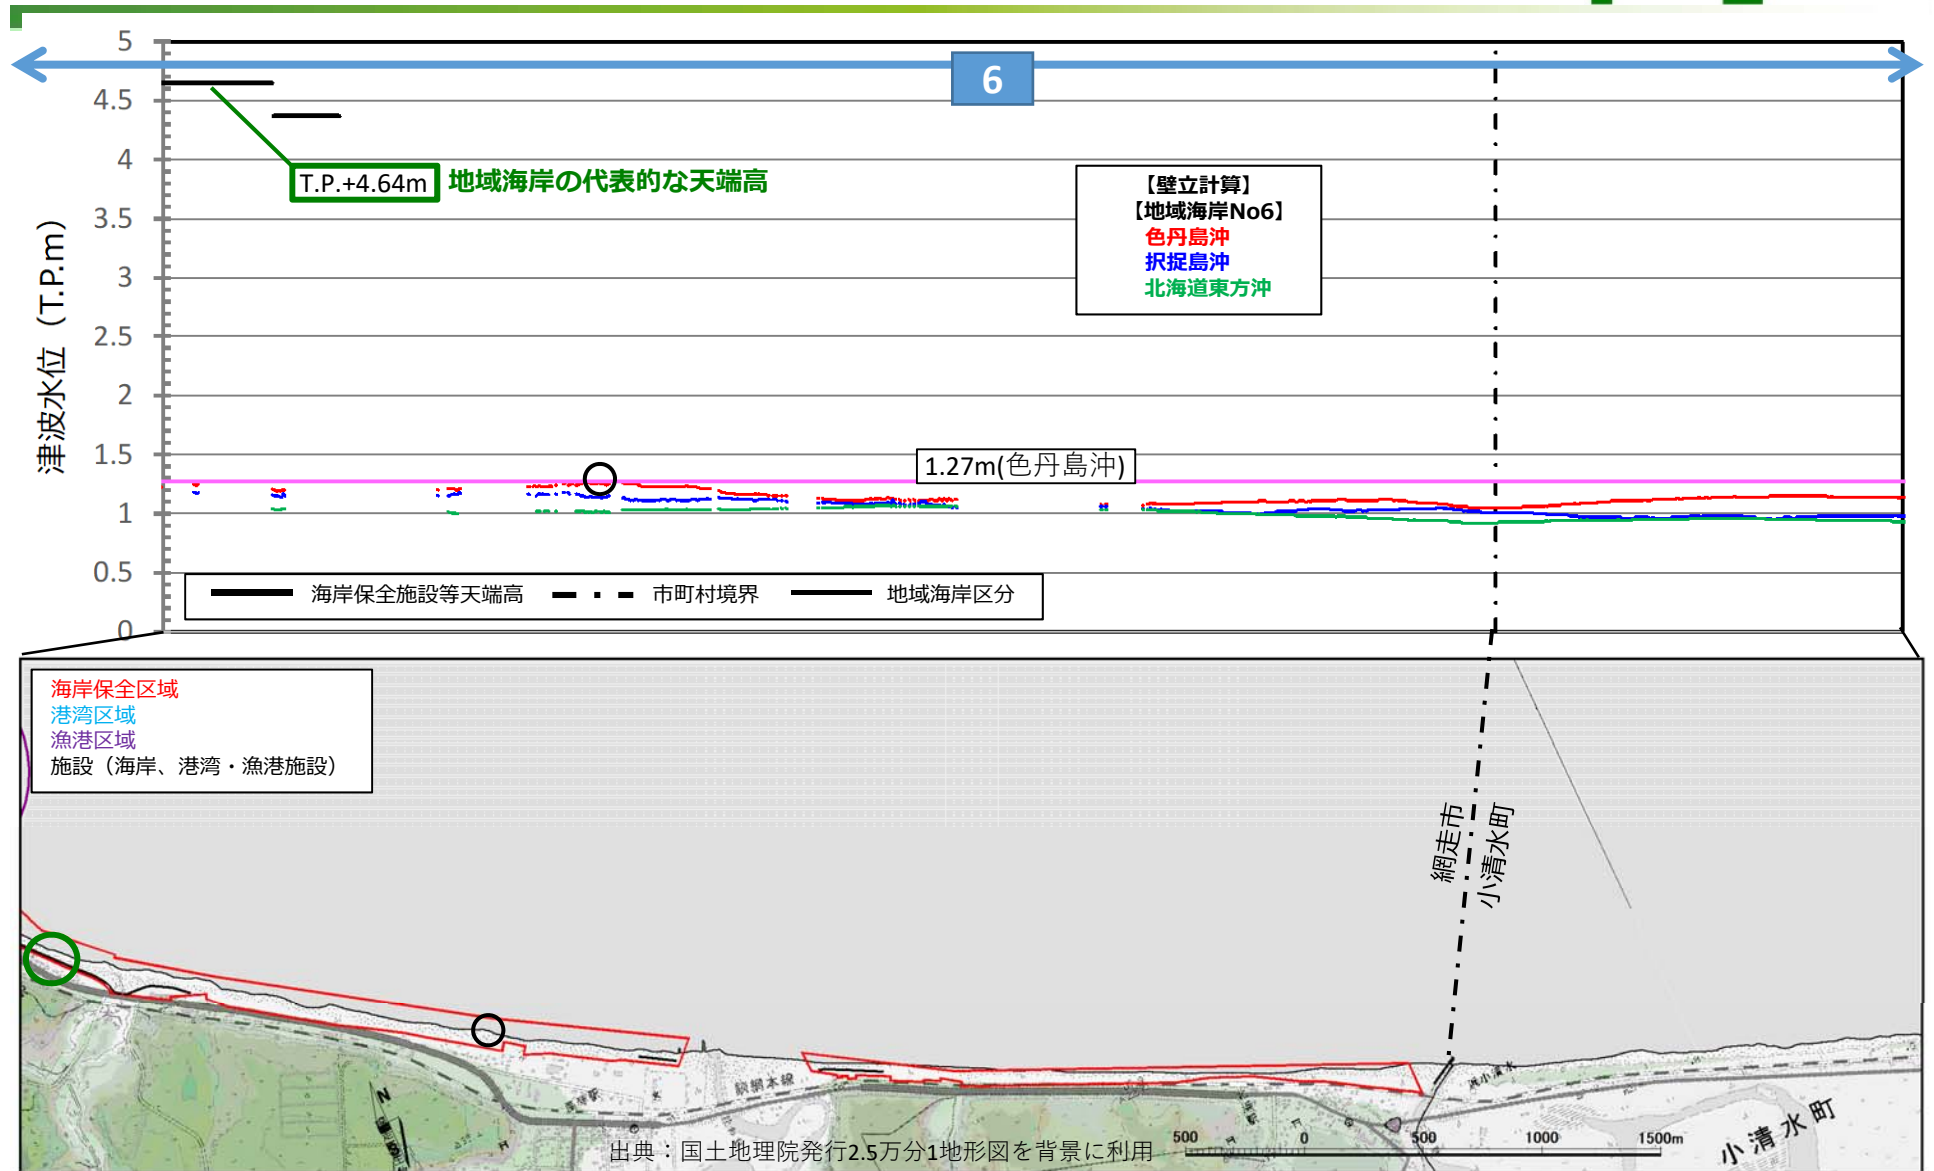 5
6
4.5
4
T.P.+4.64m 地域海岸の代表的な天端高
【壁立計算】
【地域海岸No6】
色丹島沖
択捉島沖
北海道東方沖
3.5
3
2.5
2
1.5
1
0.5
0
津波水位（T.P.m）
1.27m(色丹島沖)
海岸保全施設等天端高 市町村境界 地域海岸区分
海岸保全区域
港湾区域
漁港区域
施設（海岸、港湾・漁港施設）
網走市
小清水町
釧網本線
N
小清水町
500 0 500 1000 1500m
出典：国土地理院発行2.5万分1地形図を背景に利用